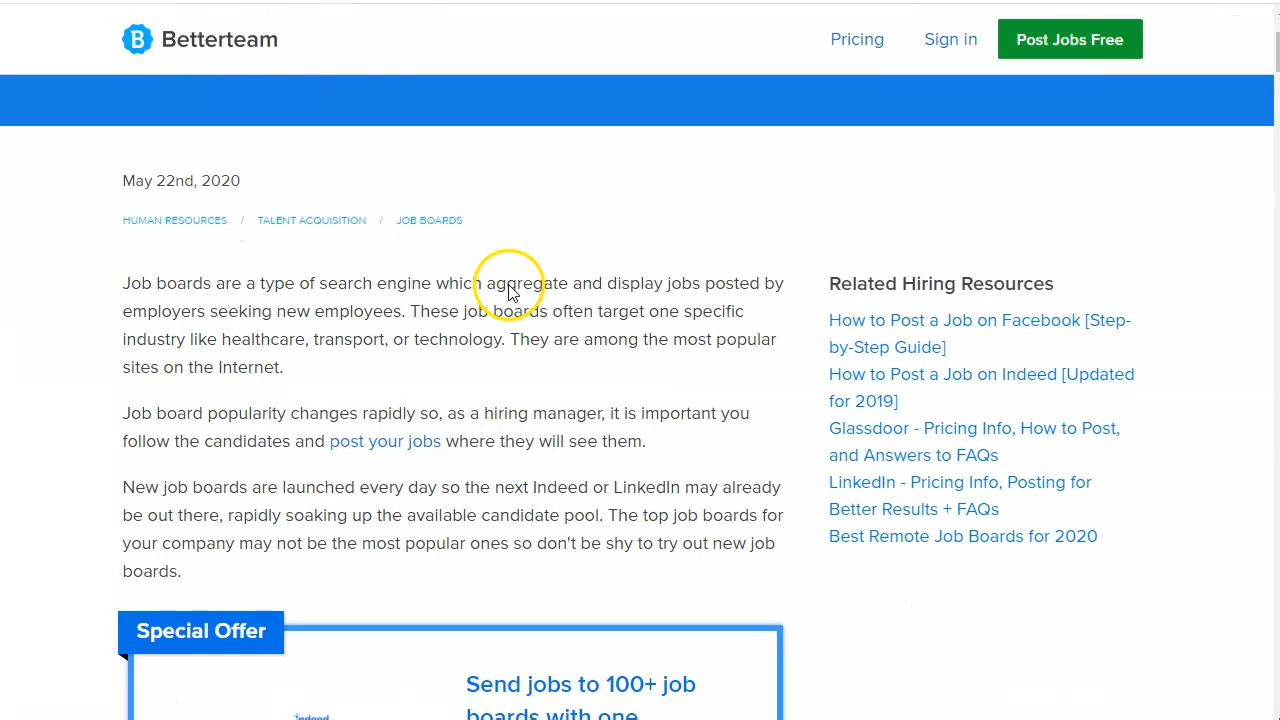 Betterteam
Pricing
Sign in
Post Jobs Free
May 22nd, 2020
HUMAN RESOURCES / TALENT ACQUISITION / JOB BOARDS
Job boards are a type of search engine which aggregate and display jobs posted by
employers seeking new employees. These job boards often target one specific
industry like healthcare, transport, or technology. They are among the most popular
sites on the Internet.
Job board popularity changes rapidly so, as a hiring manager, it is important you
follow the candidates and post your jobs where they will see them.
New job boards are launched every day so the next Indeed or LinkedIn may already
be out there, rapidly soaking up the available candidate pool. The top job boards for
your company may not be the most popular ones so don't be shy to try out new job
boards.
Special Offer
Send jobs to 100+ job
boards with one
indeed
Related Hiring Resources
How to Post a Job on Facebook [Step-
by-Step Guide]
How to Post a Job on Indeed [Updated
for 2019]
Glassdoor - Pricing Info, How to Post,
and Answers to FAQs
LinkedIn - Pricing Info, Posting for
Better Results + FAQs
Best Remote Job Boards for 2020